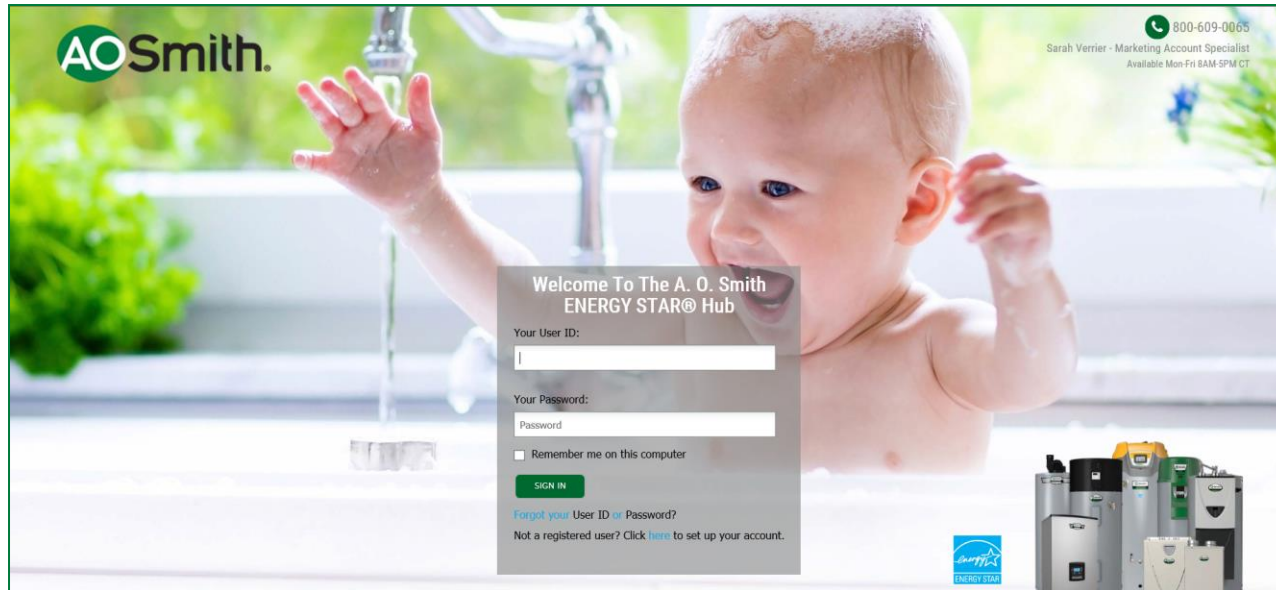 AOSmith.
800-609-0065
Sarah Verrier - Marketing Account Specialist
Available Mon-Fri 8AM-5PM CT
Welcome To The A. O. Smith
ENERGY STAR® Hub
Your User ID:
Your Password:
Password
Remember me on this computer
SIGN IN
Forgot your User ID or Password?
Not a registered user? Click here to set up your account.
energy
ENERGY STAR